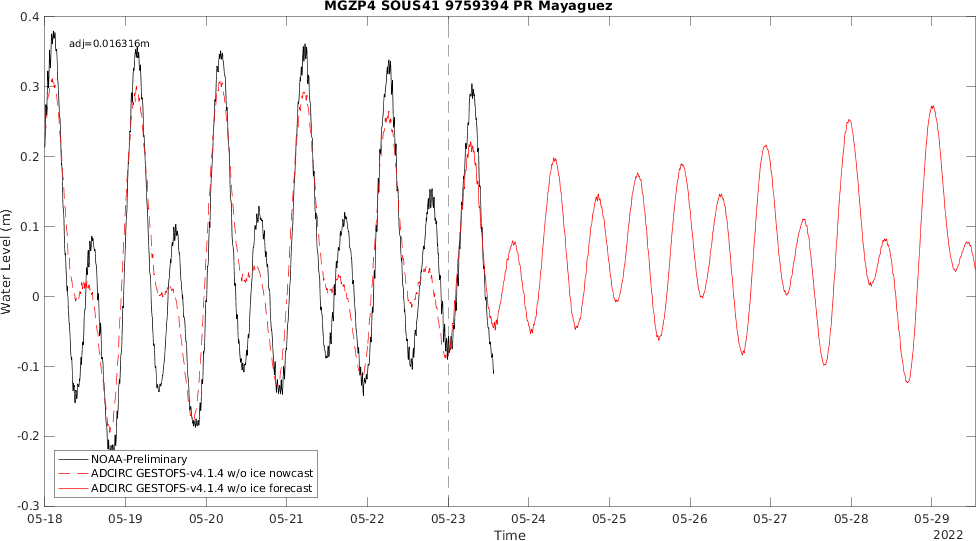 MGZP4 SOUS41 9759394 PR Mayaguez
adj=0.016316m
Water Level (m)
0.4
0.3
0.2
0.1
0
-0.1
-0.2
-0.3
NOAA-Preliminary
ADCIRC GESTOFS-v4.1.4 w/o ice nowcast
ADCIRC GESTOFS-v4.1.4 w/o ice forecast
05-18 05-19 05-20 05-21 05-22 05-23 05-24 05-25 05-26 05-27 05-28 05-29
Time
2022